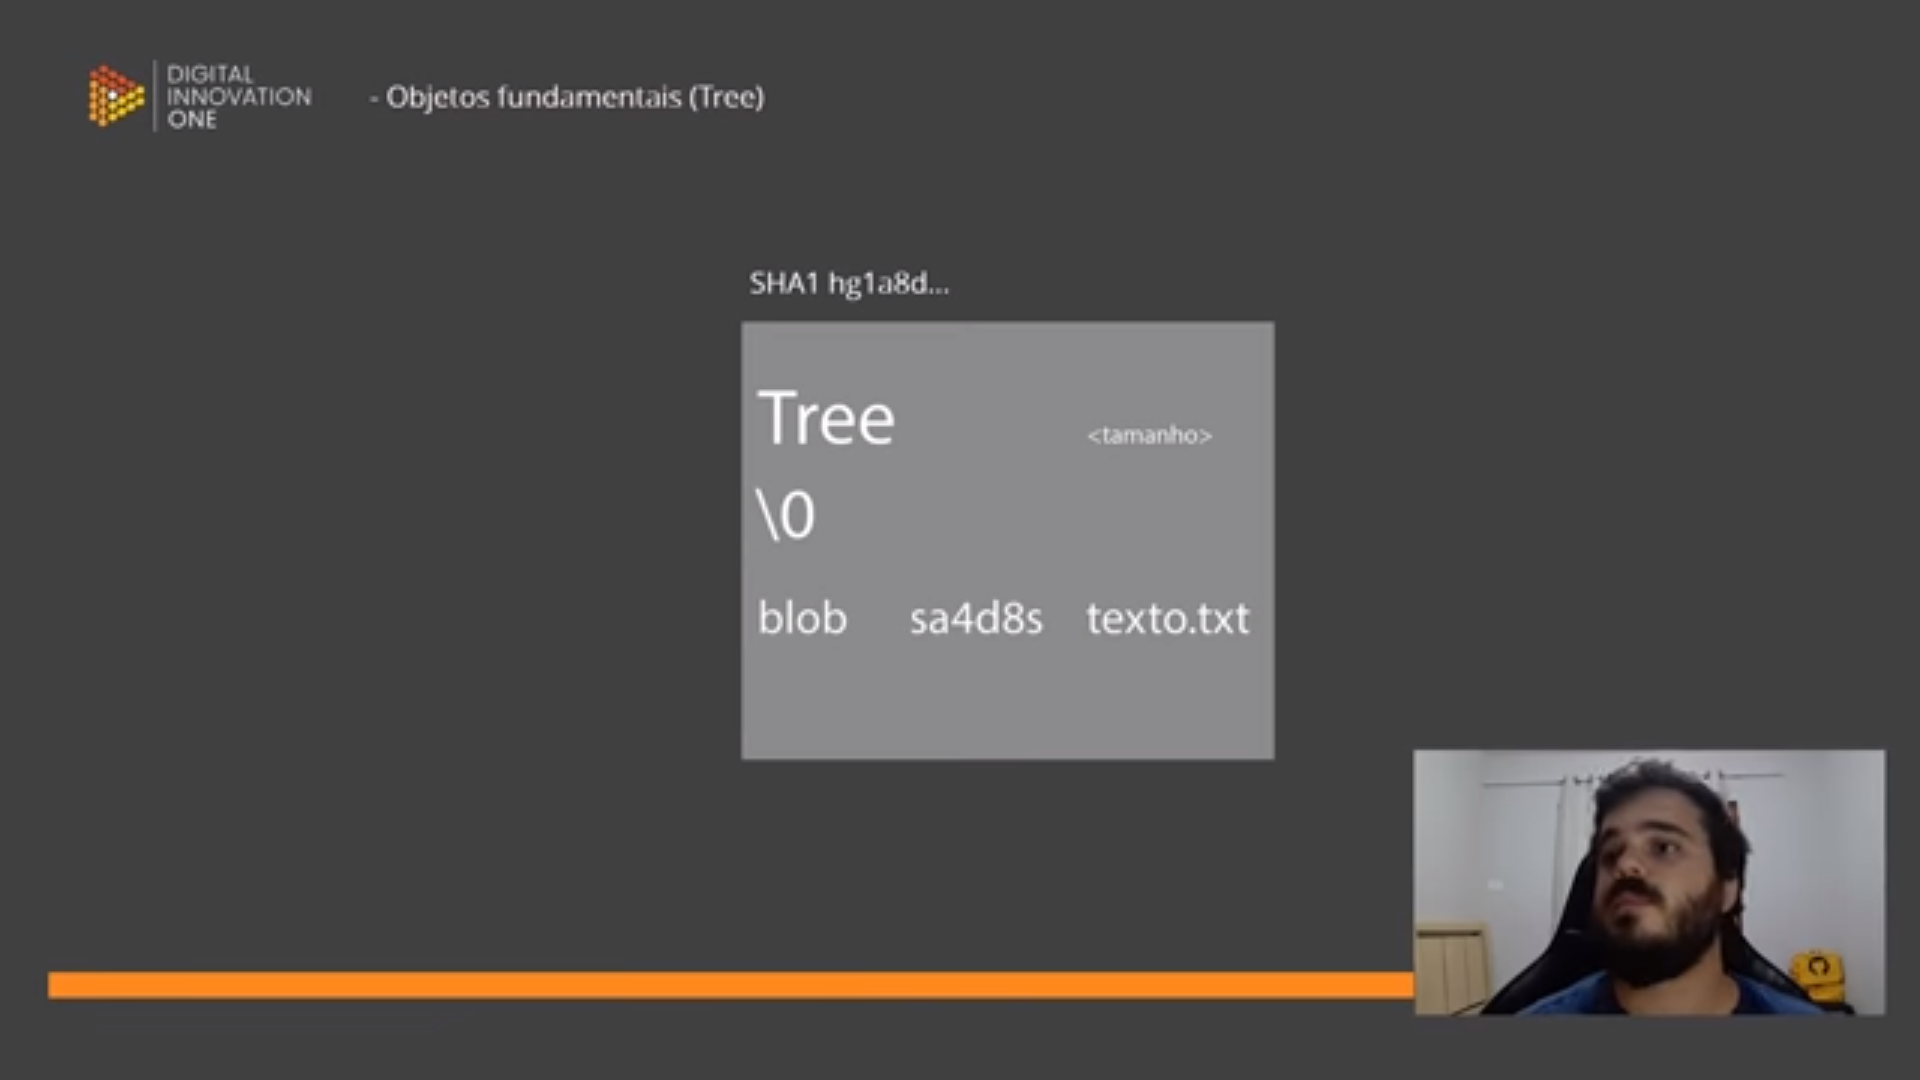 DIGITAL
INNOVATION
ONE
- Objetos fundamentais (Tree)
SHA1 hg1a8d...
Tree <tamanho>
\0
blob sa4d8s texto.txt